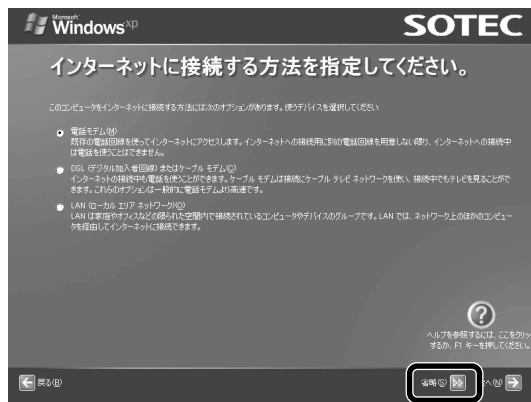 Microsoft
Windows xp
SOTEC
インターネットに接続する方法を指定してください。
このコンピュータをインターネットに接続する方法には次のオプションがあります。使うデバイスを選択してください
電話モデム(M)
既存の電話回線を使ってインターネットにアクセスします。インターネットへの接続用に別の電話回線を用意しない限り、インターネットへの接続中
は電話を使うことはできません。
DSL (デジタル加入者回線) またはケーブル モデム(C)
インターネットの接続中も電話を使うことができます。ケーブル モデムは接続にケーブル テレビ ネットワークを使い、接続中でもテレビを見ることがで
きます。これらのオプションは一般的に電話モデムより高速です。
LAN (ローカル エリア ネットワーク)(O)
LAN は家庭やオフィスなどの限られた空間内で接続されているコンピュータやデバイスのグループです。LAN では、ネットワーク上のほかのコンピュー
タを経由してインターネットに接続できます。
?
ヘルプを参照するには、ここをクリッ
するか、F1 キーを押してください。
戻る(B)
省略(S)
へ(N)